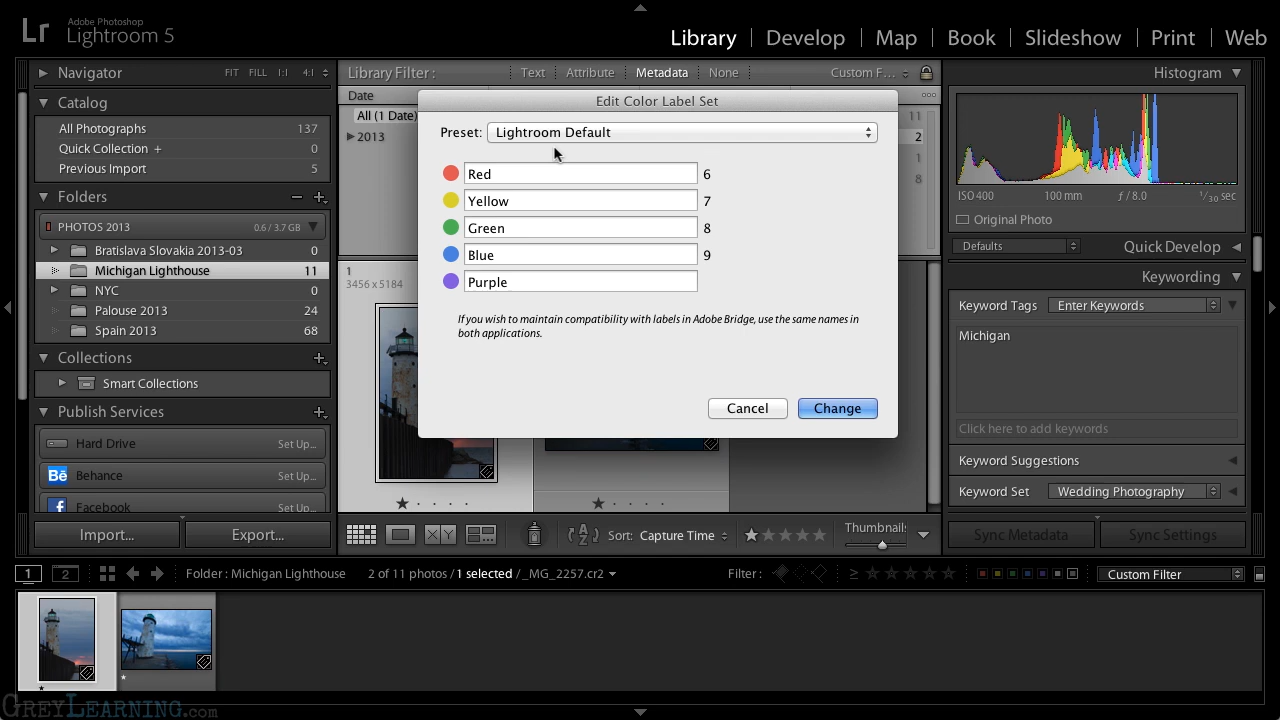 Lr
Adobe Photoshop
Lightroom 5
Library | Develop | Map | Book | Slideshow | Print | Web
Navigator FIT FILL 1:1 4:1
Catalog
All Photographs 137
Quick Collection + 0
Previous Import 5
Folders
PHOTOS 2013 0.6 / 3.7 GB
Bratislava Slovakia 2013-03 0
Michigan Lighthouse 11
NYC 0
Palouse 2013 24
Spain 2013 68
Collections
Smart Collections
Publish Services
Hard Drive Set Up...
Bē Behance Set Up...
f Facebook Set Up...
Import... Export...
Library Filter : Text Attribute Metadata None Custom F...
Date
All (1 Date) 11
2013 2
1
8
Edit Color Label Set
Preset: Lightroom Default
Red 6
Yellow 7
Green 8
Blue 9
Purple
If you wish to maintain compatibility with labels in Adobe Bridge, use the same names in
both applications.
Cancel Change
1
3456 x 5184
Sort: Capture Time
Thumbnails
Histogram
ISO 400 100 mm ƒ / 8.0 1/30 sec
Original Photo
Defaults Quick Develop
Keywording
Keyword Tags Enter Keywords
Michigan
Click here to add keywords
Keyword Suggestions
Keyword Set Wedding Photography
Sync Metadata Sync Settings
1 2 Folder : Michigan Lighthouse 2 of 11 photos / 1 selected / _MG_2257.cr2 Filter : ≥ Custom Filter
GreyLearning.com